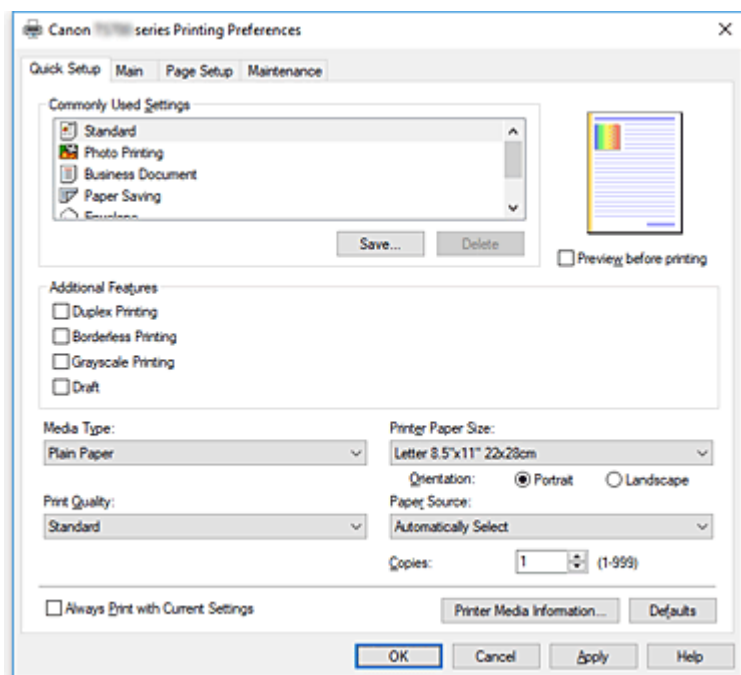 Canon series Printing Preferences
Quick Setup Main Page Setup Maintenance
Commonly Used Settings
Standard
Photo Printing
Business Document
Paper Saving
Envelope
Save... Delete
Preview before printing
Additional Features
Duplex Printing
Borderless Printing
Grayscale Printing
Draft
Media Type: Printer Paper Size:
Plain Paper Letter 8.5"x11" 22x28cm
Orientation: Portrait Landscape
Print Quality: Paper Source:
Standard Automatically Select
Copies: 1 (1-999)
Always Print with Current Settings Printer Media Information... Defaults
OK Cancel Apply Help